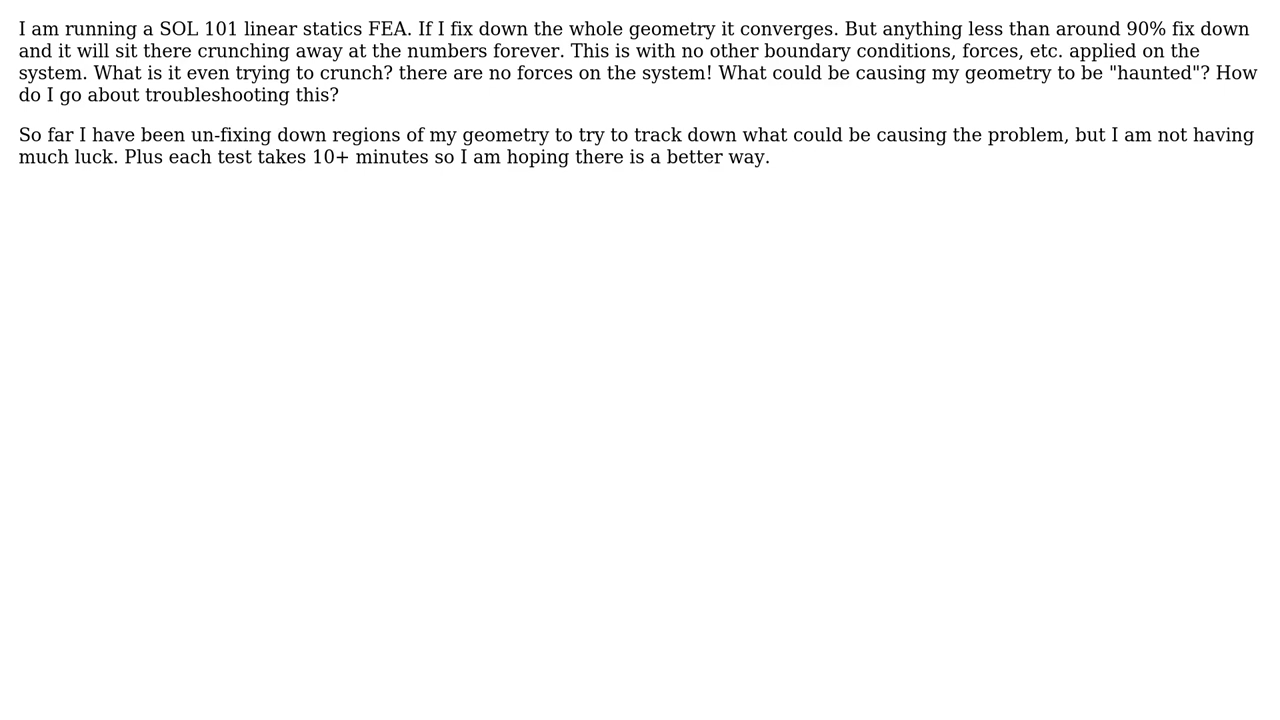 I am running a SOL 101 linear statics FEA. If I fix down the whole geometry it converges. But anything less than around 90% fix down
and it will sit there crunching away at the numbers forever. This is with no other boundary conditions, forces, etc. applied on the
system. What is it even trying to crunch? there are no forces on the system! What could be causing my geometry to be "haunted"? How
do I go about troubleshooting this?
So far I have been un-fixing down regions of my geometry to try to track down what could be causing the problem, but I am not having
much luck. Plus each test takes 10+ minutes so I am hoping there is a better way.